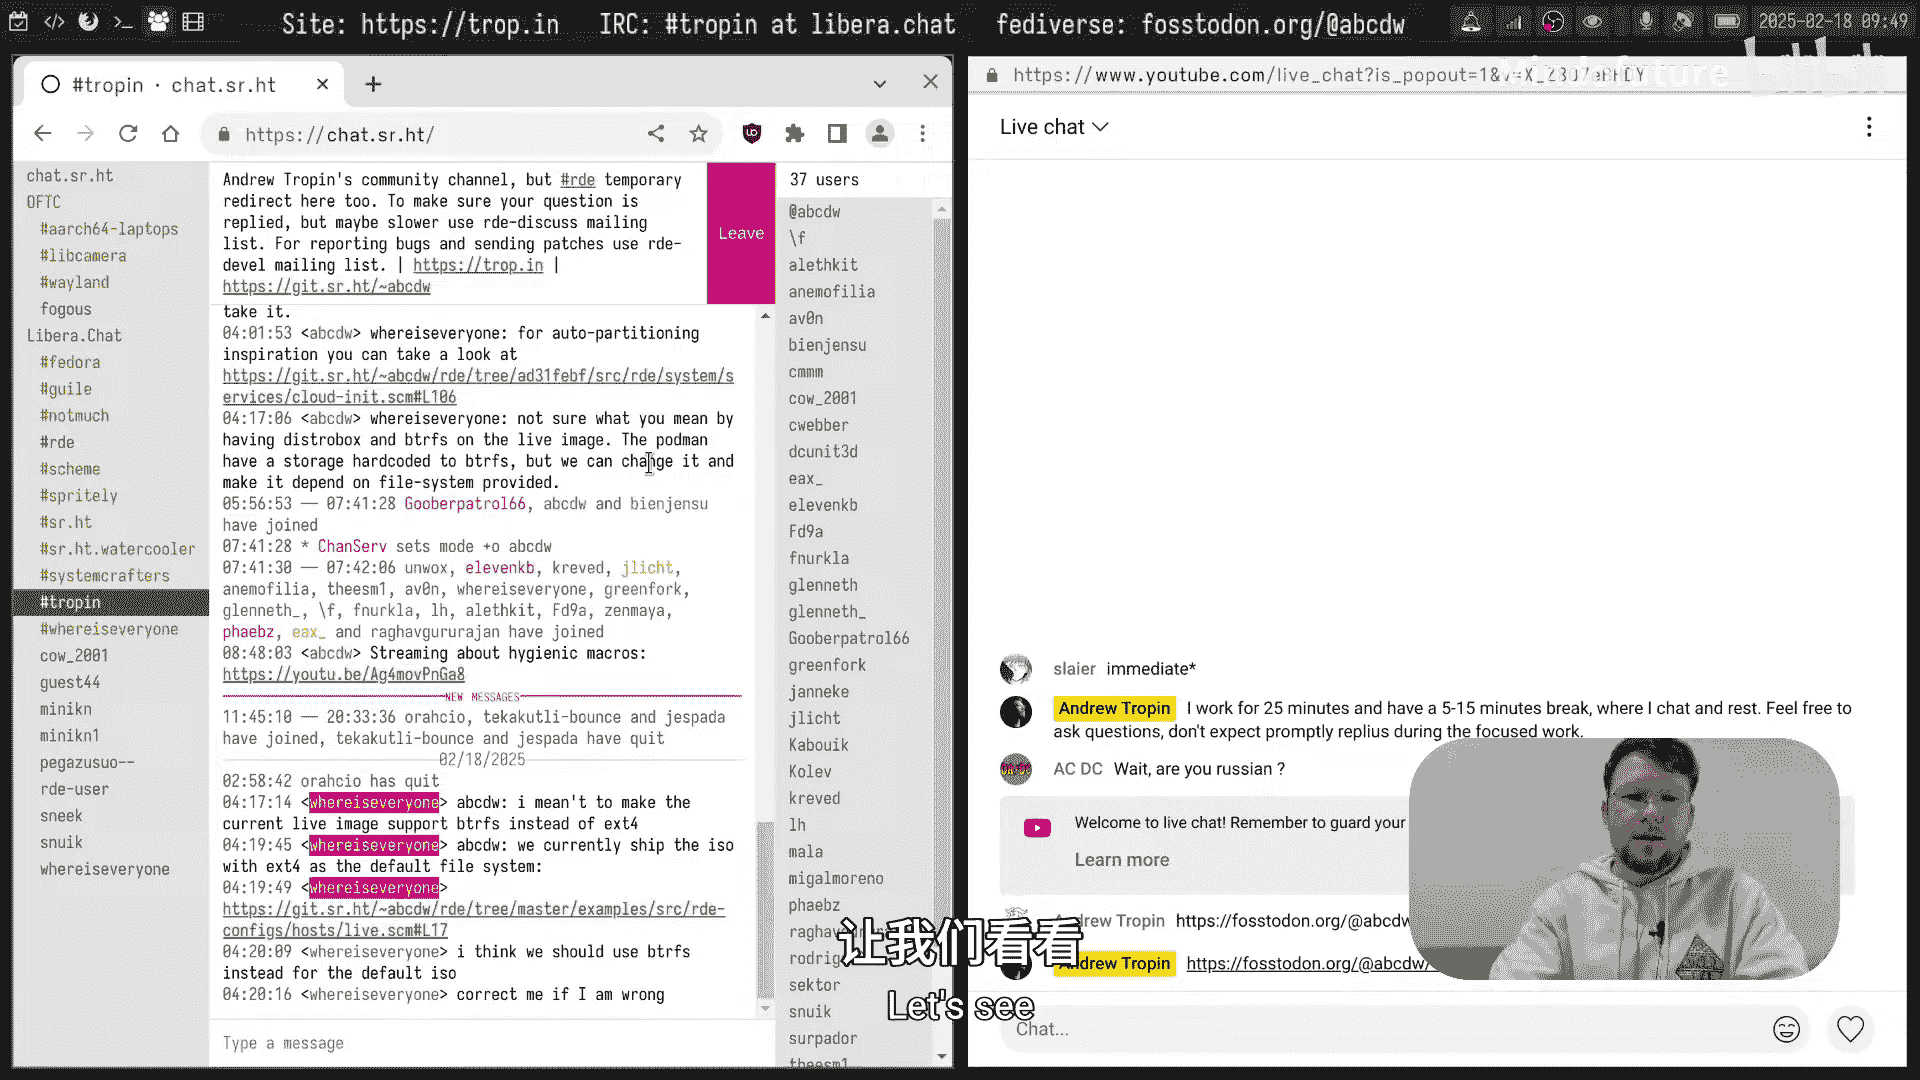 Site: https://trop.in IRC: #tropin at libera.chat fediverse: fosstodon.org/@abcdw
2025-02-18 09:49
#tropin · chat.sr.ht
https://chat.sr.ht/
chat.sr.ht
OFTC
#aarch64-laptops
#libcamera
#wayland
fogous
Libera.Chat
#fedora
#guile
#notmuch
#rde
#scheme
#spritely
#sr.ht
#sr.ht.watercooler
#systemcrafters
#tropin
#whereiseveryone
cow_2001
guest44
minikn
minikn1
pegazusuo--
rde-user
sneek
snuik
whereiseveryone
Andrew Tropin's community channel, but #rde temporary
redirect here too. To make sure your question is
replied, but maybe slower use rde-discuss mailing
list. For reporting bugs and sending patches use rde-
devel mailing list. | https://trop.in |
https://git.sr.ht/~abcdw
Leave
take it.
04:01:53 <abcdw> whereiseveryone: for auto-partitioning
inspiration you can take a look at
https://git.sr.ht/~abcdw/rde/tree/ad31febf/src/rde/system/s
ervices/cloud-init.scm#L106
04:17:06 <abcdw> whereiseveryone: not sure what you mean by
having distrobox and btrfs on the live image. The podman
have a storage hardcoded to btrfs, but we can change it and
make it depend on file-system provided.
05:56:53 — 07:41:28 Gooberpatrol66, abcdw and bienjensu
have joined
07:41:28 * ChanServ sets mode +o abcdw
07:41:30 — 07:42:06 unwox, elevenkb, kreved, jlicht,
anemofilia, theesm1, av0n, whereiseveryone, greenfork,
glenneth_, \f, fnurkla, lh, alethkit, Fd9a, zenmaya,
phaebz, eax_ and raghavgururajan have joined
08:48:03 <abcdw> Streaming about hygienic macros:
https://youtu.be/Ag4movPnGa8
NEW MESSAGES
11:45:10 — 20:33:36 orahcio, tekakutli-bounce and jespada
have joined, tekakutli-bounce and jespada have quit
02/18/2025
02:58:42 orahcio has quit
04:17:14 <whereiseveryone> abcdw: i mean't to make the
current live image support btrfs instead of ext4
04:19:45 <whereiseveryone> abcdw: we currently ship the iso
with ext4 as the default file system:
04:19:49 <whereiseveryone>
https://git.sr.ht/~abcdw/rde/tree/master/examples/src/rde-
configs/hosts/live.scm#L17
04:20:09 <whereiseveryone> i think we should use btrfs
instead for the default iso
04:20:16 <whereiseveryone> correct me if I am wrong
Type a message
37 users
@abcdw
\f
alethkit
anemofilia
av0n
bienjensu
cmmm
cow_2001
cwebber
dcunit3d
eax_
elevenkb
Fd9a
fnurkla
glenneth
glenneth_
Gooberpatrol66
greenfork
janneke
jlicht
Kabouik
Kolev
kreved
lh
mala
migalmoreno
phaebz
sektor
snuik
surpador
theesm1
https://www.youtube.com/live_chat?is_popout=1
Live chat
slaier immediate*
Andrew Tropin I work for 25 minutes and have a 5-15 minutes break, where I chat and rest. Feel free to
ask questions, don't expect promptly replius during the focused work.
AC DC Wait, are you russian ?
Welcome to live chat! Remember to guard your
Learn more
Andrew Tropin https://fosstodon.org/@abcdw
Andrew Tropin https://fosstodon.org/@abcdw/
Chat...
让我们看看
Let's see